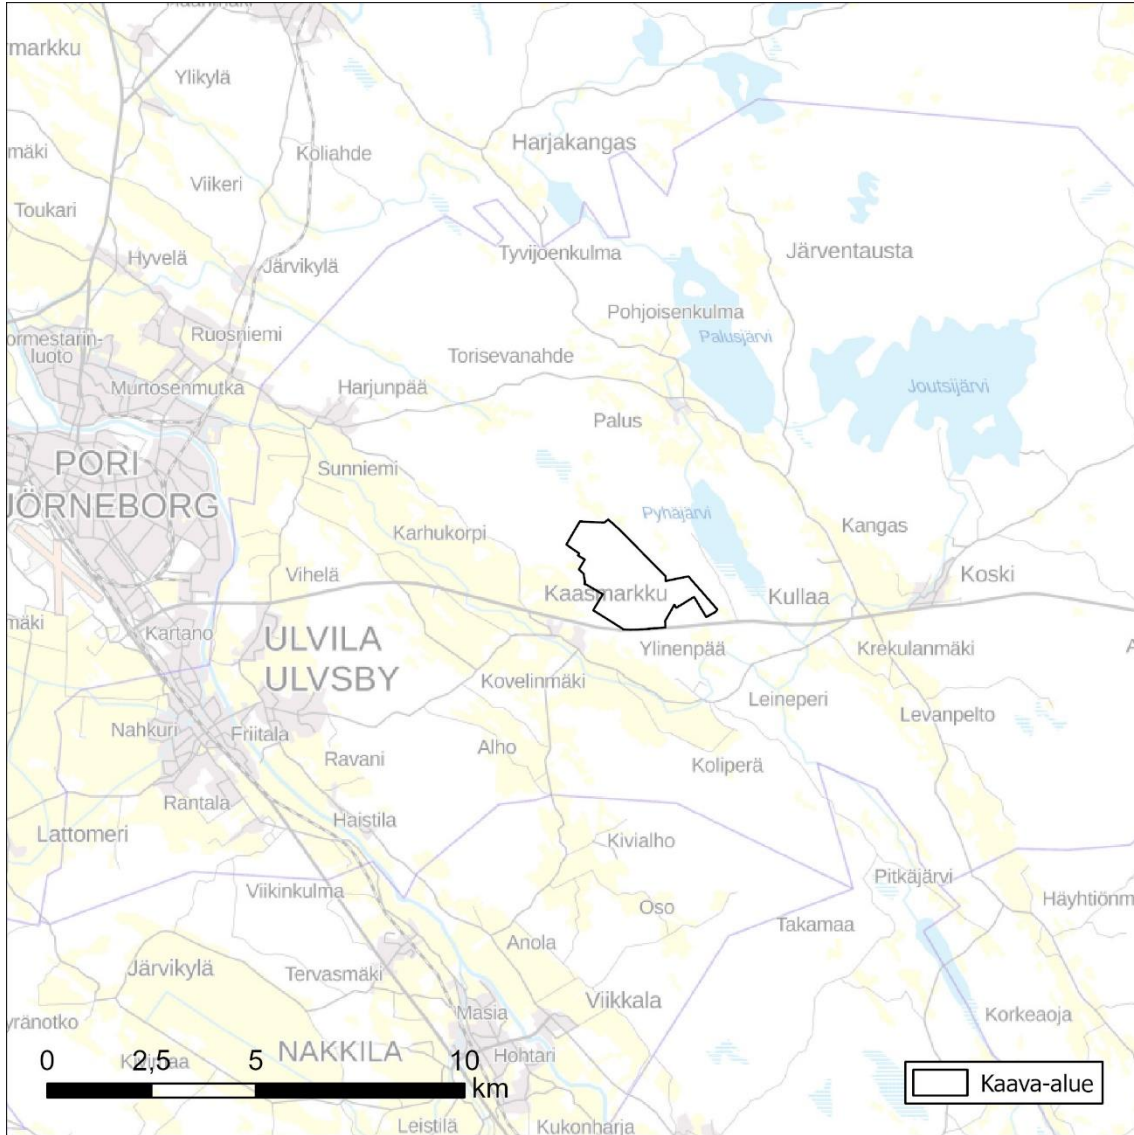 markku
Ylikylä
Harjakangas
mäki
Koliahde
Viikeri
Toukari
Hyvelä
Järvikylä
Tyvijoenkulma
Järventausta
Pohjoisenkulma
Ruosniemi
Palusjärvi
ormestarin-
luoto
Torisevanahde
Murtosenmutka
Harjunpää
Joutsijärvi
Palus
PORI
JÖRNEBORG
Sunniemi
Pyhäjärvi
Karhukorpi
Kangas
Vihelä
Kaasmarkku
Kullaa
Koski
mäki
Kartano
ULVILA
ULVSBY
Ylinenpää
Krekulanmäki
Kovelinmäki
Leineperi
Levanpelto
Nahkuri
Friitala
Ravani
Alho
Koliperä
Rantala
Haistila
Lattomeri
Kivialho
Viikinkulma
Pitkäjärvi
Häyhtiönm
Oso
Takamaa
Anola
Järvikylä
Tervasmäki
Viikkala
Masia
Korkeaoja
yränotko
0 2,5 5 10
km
NAKKILA
Hohtari
Kaava-alue
Leistilä
Kukonharja